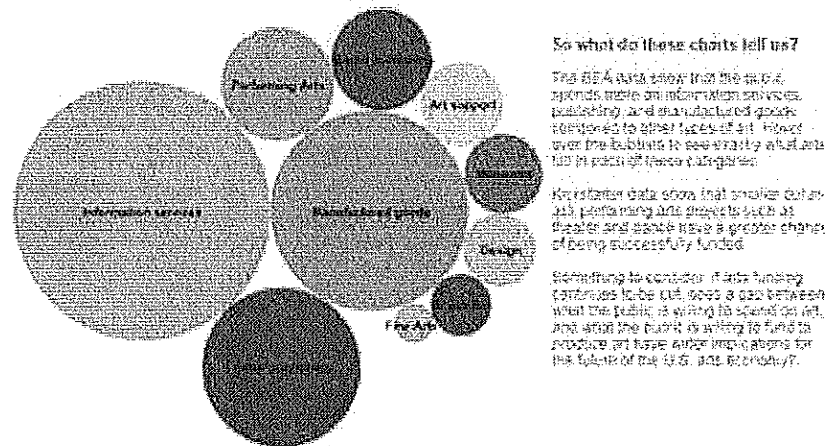 Performing Arts
Art support
Information services
Manufactured goods
Design
Fine Arts
So what do these charts tell us?
The BEA data show that the public
spends more on information services,
publishing, and manufactured goods
compared to other types of art. Hover
over the bubbles to see exactly what arts
fall in each of these categories.
Kickstarter data show that smaller dollar
ask performing arts projects such as
theater and dance have a greater chance
of being successfully funded.
Something to consider: if arts funding
continues to be cut, does a gap between
what the public is willing to spend on art,
and what the public is willing to fund to
produce art have wider implications for
the future of the U.S. arts economy?